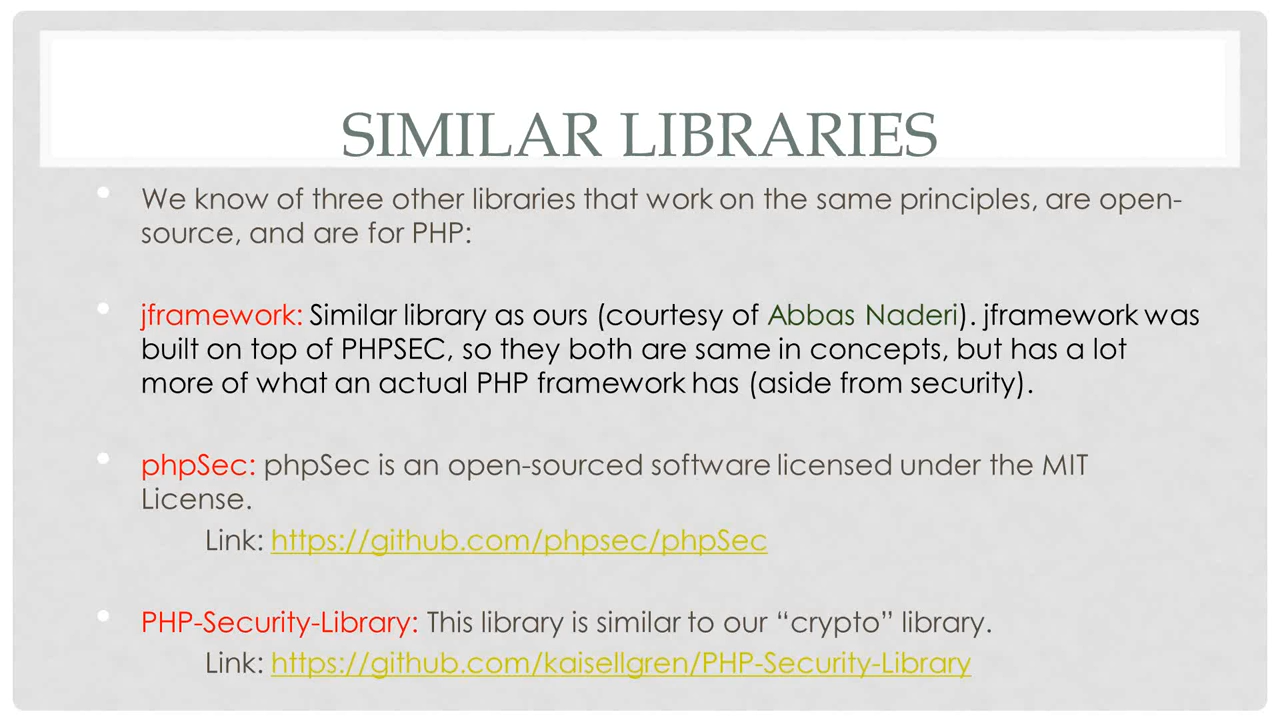 SIMILAR LIBRARIES
• We know of three other libraries that work on the same principles, are open-
source, and are for PHP:
• jframework: Similar library as ours (courtesy of Abbas Naderi). jframework was
built on top of PHPSEC, so they both are same in concepts, but has a lot
more of what an actual PHP framework has (aside from security).
• phpSec: phpSec is an open-sourced software licensed under the MIT
License.
Link: https://github.com/phpsec/phpSec
• PHP-Security-Library: This library is similar to our “crypto” library.
Link: https://github.com/kaisellgren/PHP-Security-Library